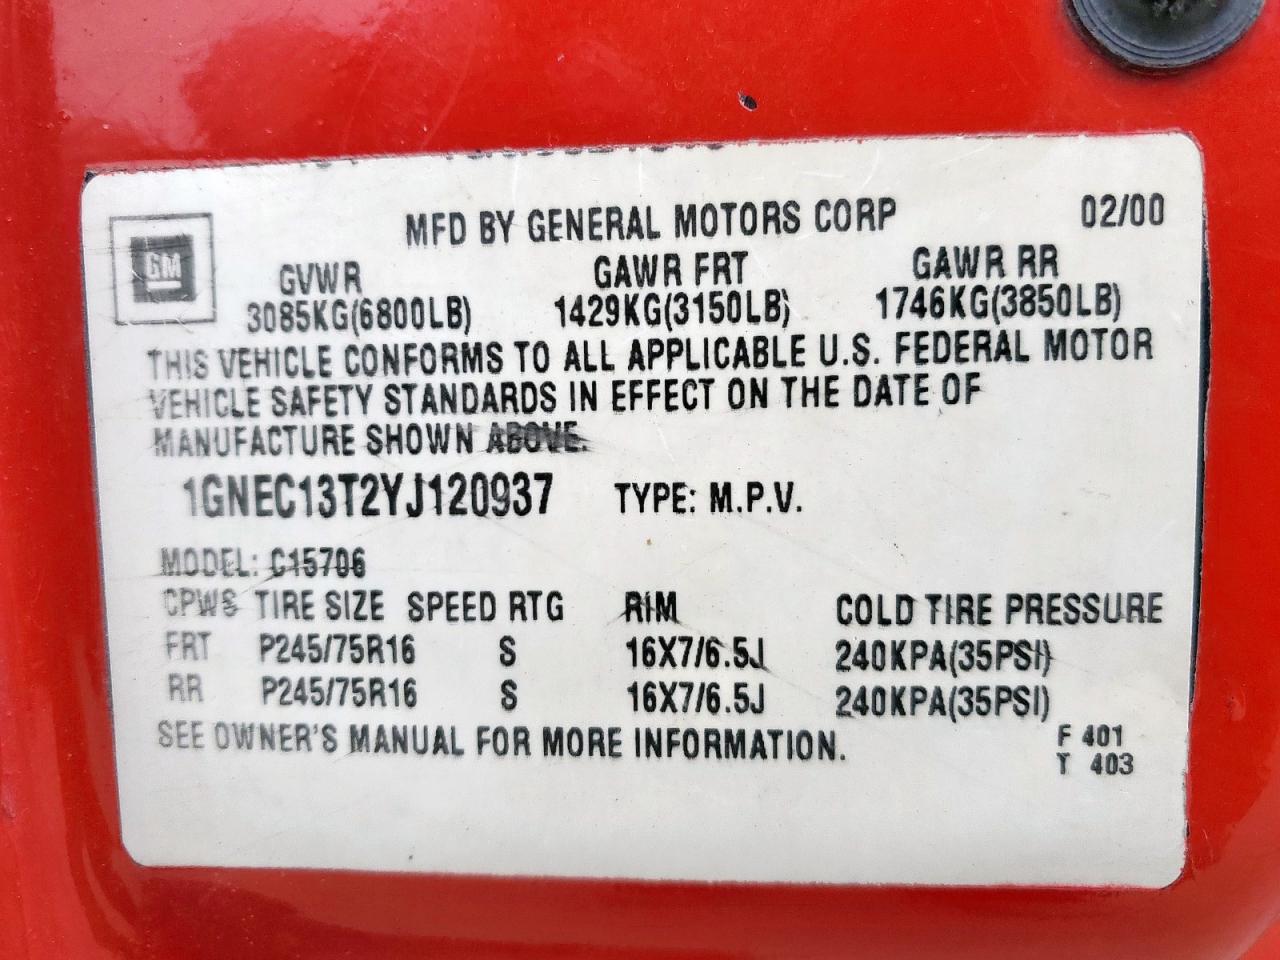 MFD BY GENERAL MOTORS CORP 02/00
GM
GVWR GAWR FRT GAWR RR
3085KG(6800LB) 1429KG(3150LB) 1746KG(3850LB)
THIS VEHICLE CONFORMS TO ALL APPLICABLE U.S. FEDERAL MOTOR
VEHICLE SAFETY STANDARDS IN EFFECT ON THE DATE OF
MANUFACTURE SHOWN ABOVE.
1GNEC13T2YJ120937 TYPE: M.P.V.
MODEL: C15706
CPWS TIRE SIZE SPEED RTG RIM COLD TIRE PRESSURE
FRT P245/75R16 S 16X7/6.5J 240KPA(35PSI)
RR P245/75R16 S 16X7/6.5J 240KPA(35PSI)
SEE OWNER'S MANUAL FOR MORE INFORMATION.
F 401
T 403